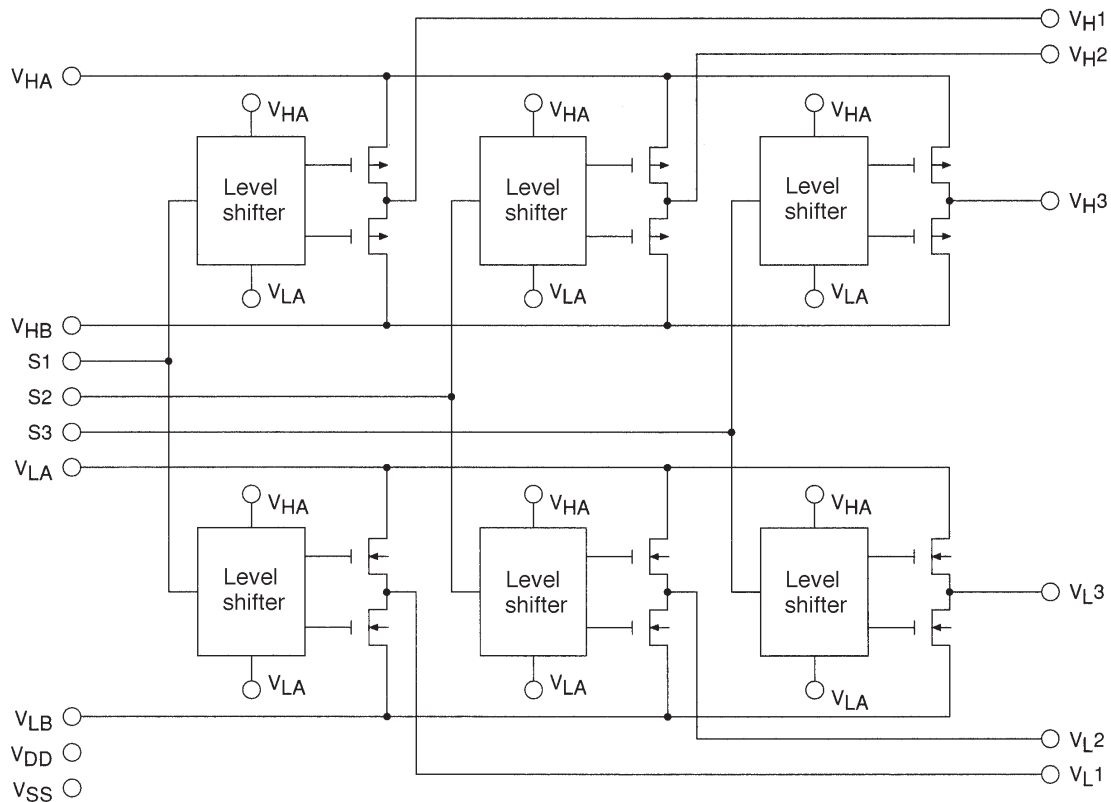 VH1
VH2
VHA
VHA
VHA
VHA
Level
shifter
Level
shifter
Level
shifter
VH3
VLA
VLA
VLA
VHB
S1
S2
S3
VLA
VHA
VHA
VHA
Level
shifter
Level
shifter
Level
shifter
VL3
VLA
VLA
VLA
VLB
VL2
VDD
VL1
VSS